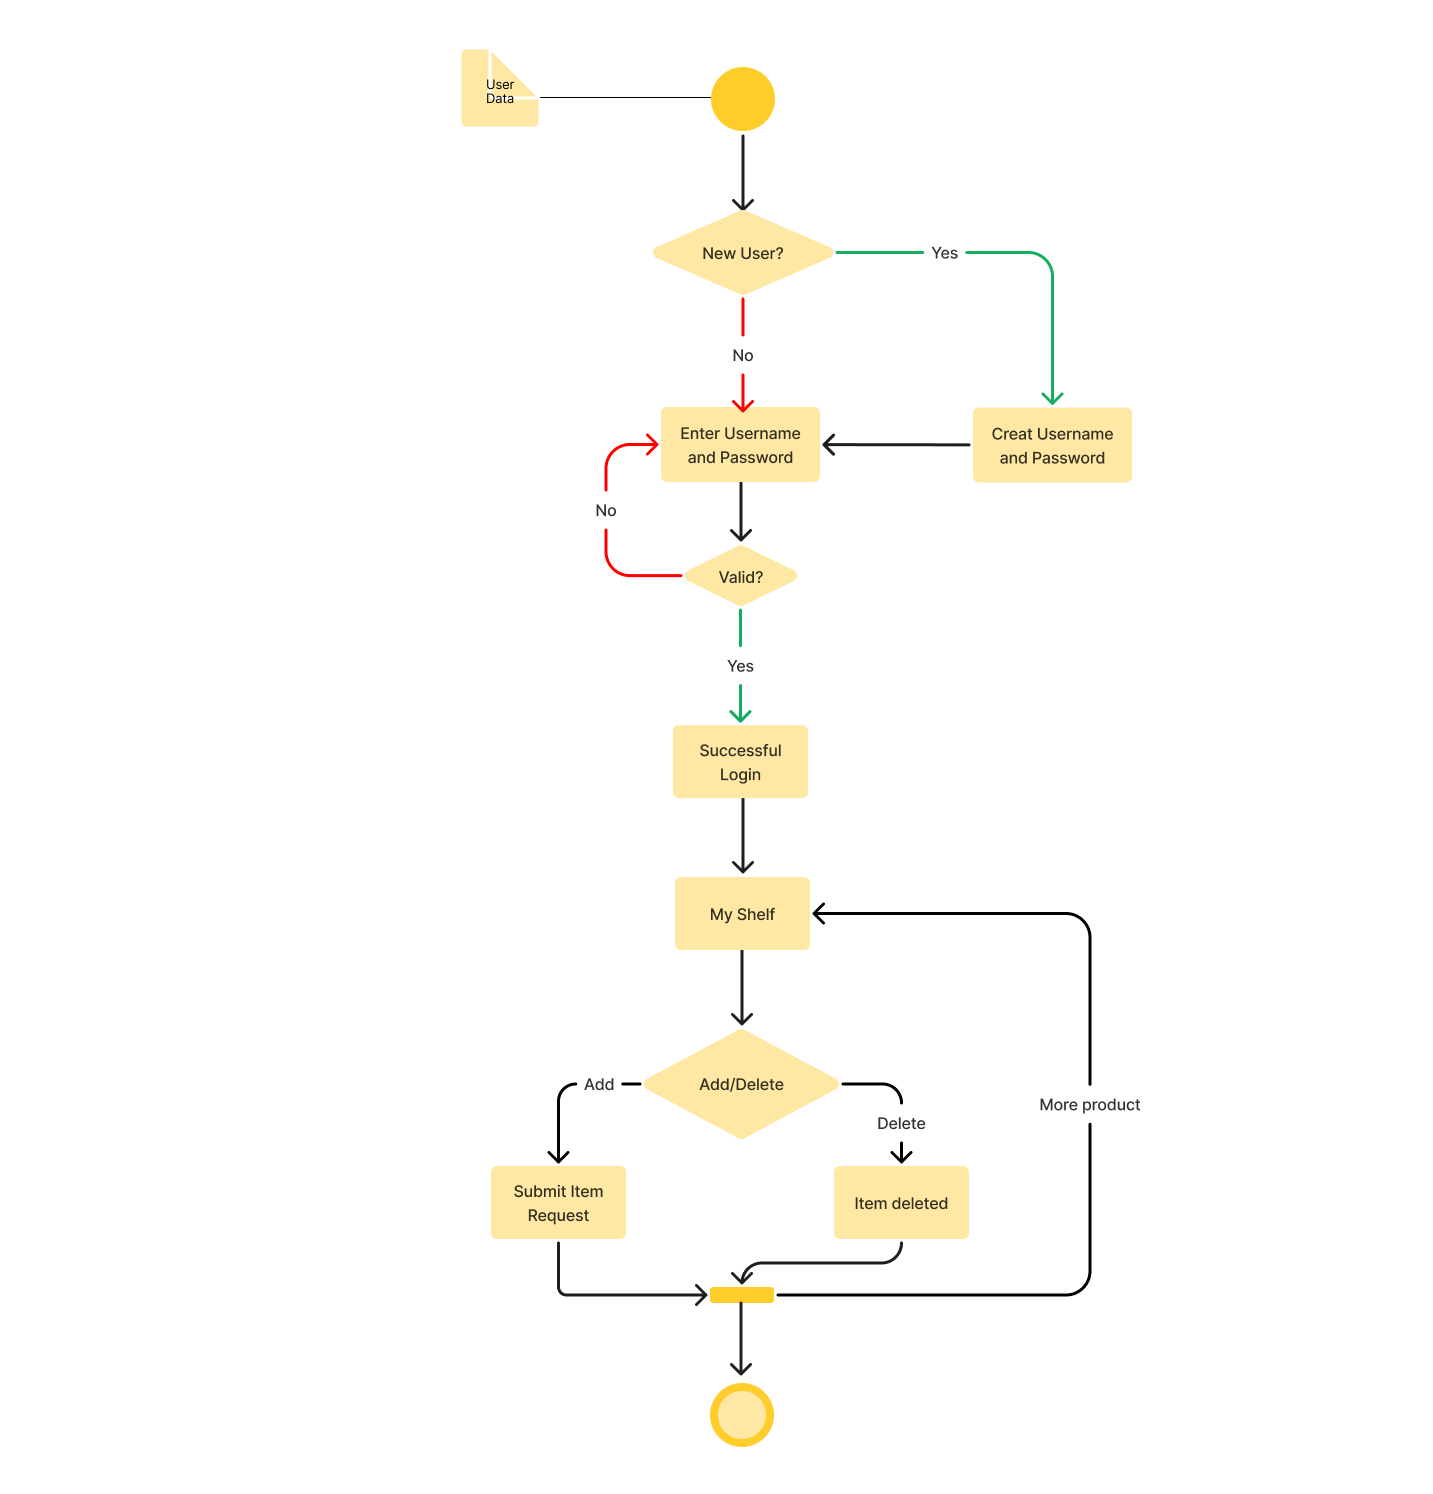 User
Data
New User?
Yes
No
Enter Username
and Password
Creat Username
and Password
No
Valid?
Yes
Successful
Login
My Shelf
Add
Add/Delete
Delete
More product
Submit Item
Request
Item deleted